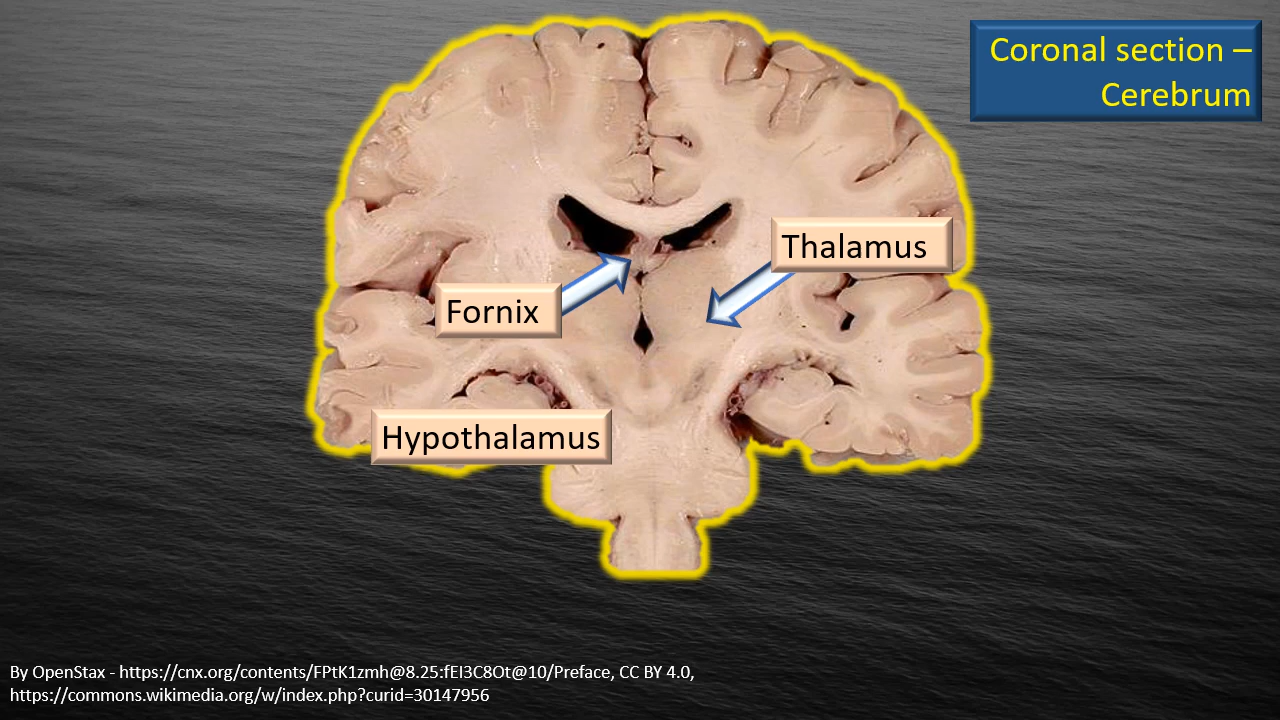 Coronal section –
Cerebrum
Thalamus
Fornix
Hypothalamus
By OpenStax - https://cnx.org/contents/FPtK1zmh@8.25:fEI3C8Ot@10/Preface, CC BY 4.0,
https://commons.wikimedia.org/w/index.php?curid=30147956